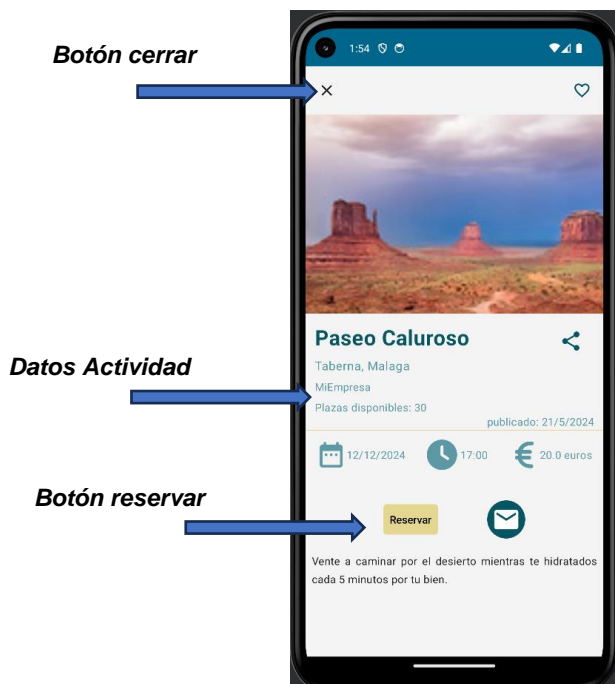 Botón cerrar
1:54
Paseo Caluroso
Datos Actividad
Taberna, Malaga
MiEmpresa
Plazas disponibles: 30
publicado: 21/5/2024
12/12/2024 17:00 € 20.0 euros
Botón reservar
Reservar
Vente a caminar por el desierto mientras te hidratados
cada 5 minutos por tu bien.